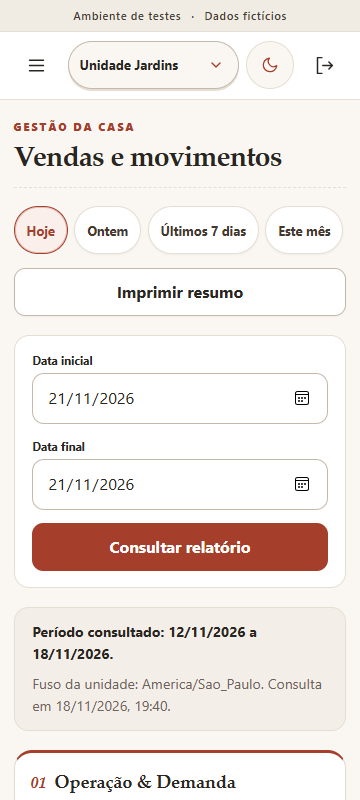 Ambiente de testes · Dados fictícios
Unidade Jardins
GESTÃO DA CASA
Vendas e movimentos
Hoje
Ontem
Últimos 7 dias
Este mês
Imprimir resumo
Data inicial
21/11/2026
Data final
21/11/2026
Consultar relatório
Período consultado: 12/11/2026 a
18/11/2026.
Fuso da unidade: America/Sao_Paulo. Consulta
em 18/11/2026, 19:40.
01 Operação & Demanda